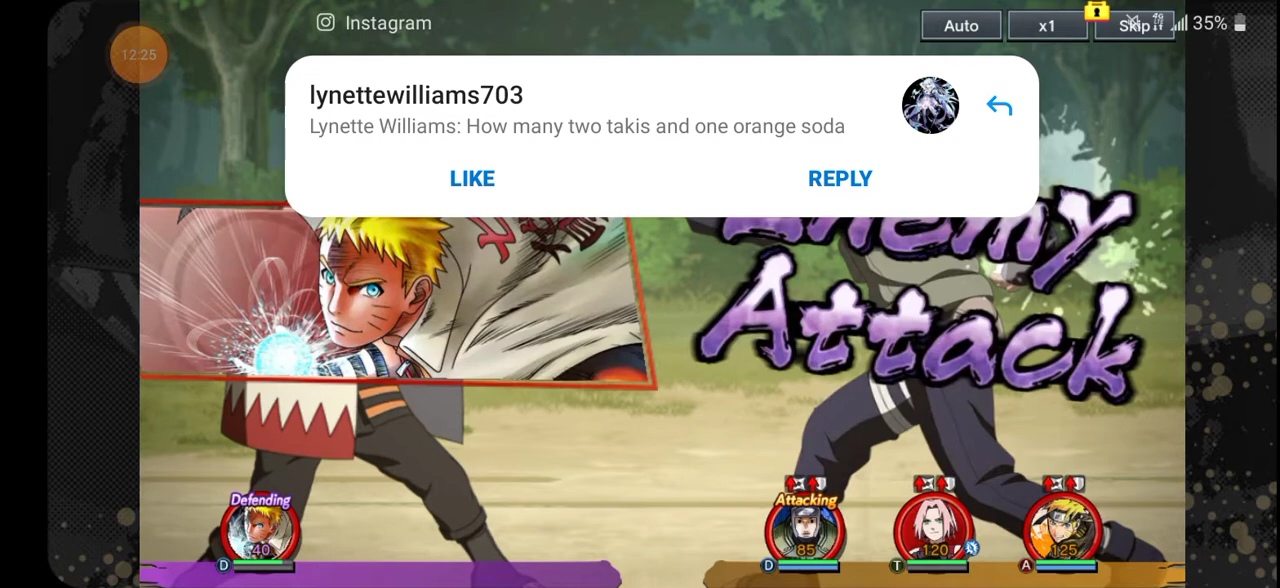 Instagram
Auto
x1
Skip
35%
12:25
lynettewilliams703
Lynette Williams: How many two takis and one orange soda
LIKE
REPLY
Enemy
Attack
Defending
40
D
Attacking
85
D
120
T
125
A